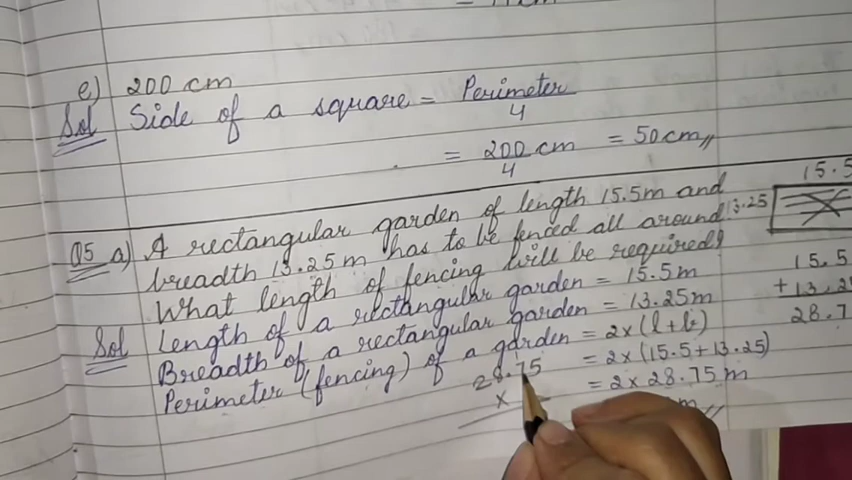 e) 200 cm
Sol Side of a square = Perimeter
4
= 200 cm = 50 cm
4
15.5
Q5 a) A rectangular garden of length 15.5m and
13.25
breadth 13.25 m has to be fenced all around.
What length of fencing will be required?
Sol Length of a rectangular garden = 15.5m
15.5
Breadth of a rectangular garden = 13.25m
+ 13.2
Perimeter (fencing) of a garden = 2×(l+b)
28.7
= 2×(15.5+13.25)
28.75
×
= 2×28.75 m
m